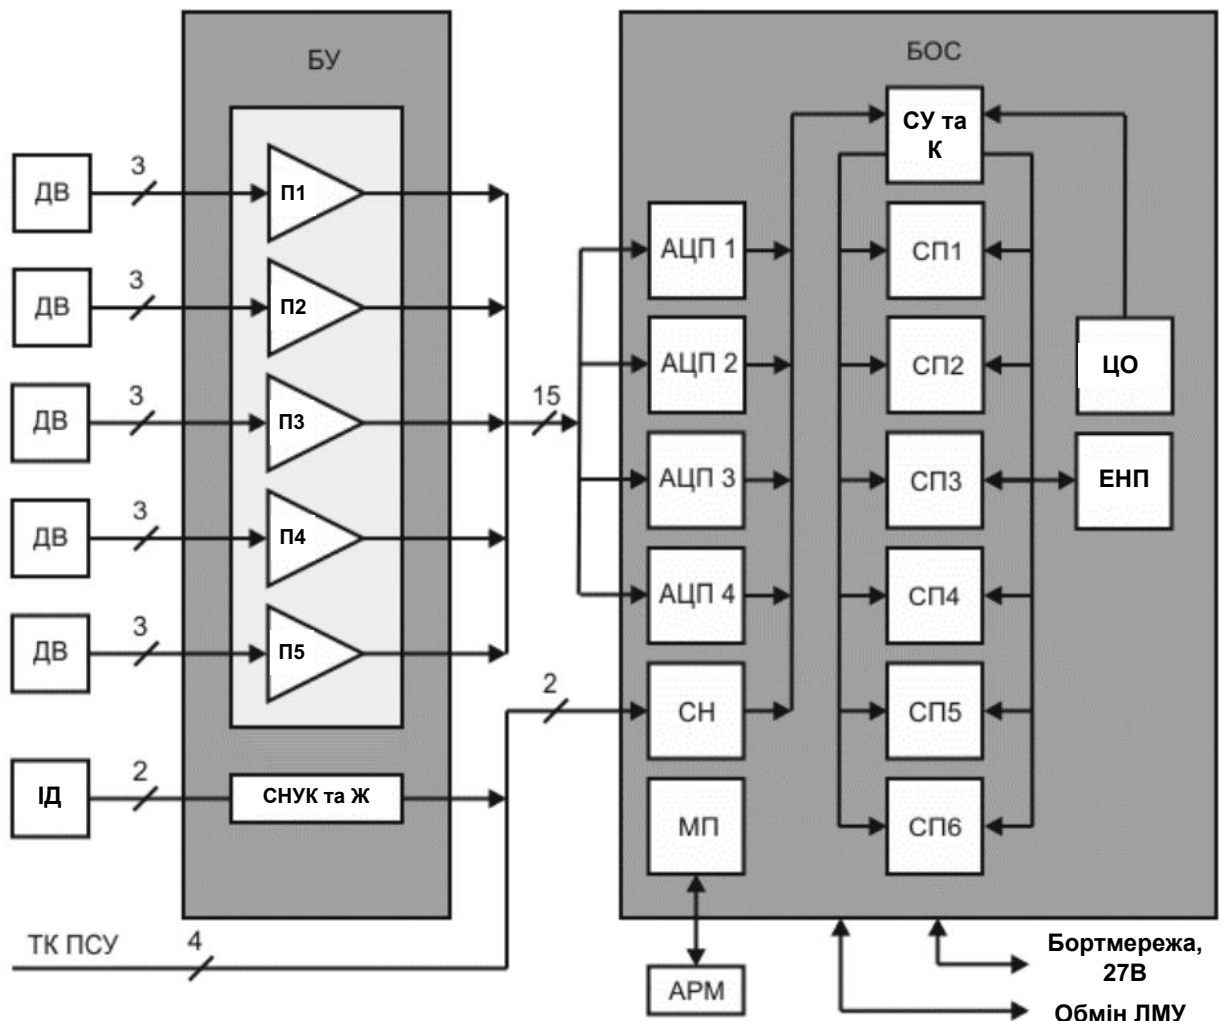 БУ
БОС
ДВ
3
П1
ДВ
3
П2
ДВ
3
П3
ДВ
3
П4
ДВ
3
П5
ІД
2
СНУК та Ж
ТК ПСУ
4
15
2
АЦП 1
АЦП 2
АЦП 3
АЦП 4
СН
МП
АРМ
СУ та
К
СП1
СП2
СП3
СП4
СП5
СП6
ЦО
ЕНП
Бортмережа,
27В
Обмін ЛМУ